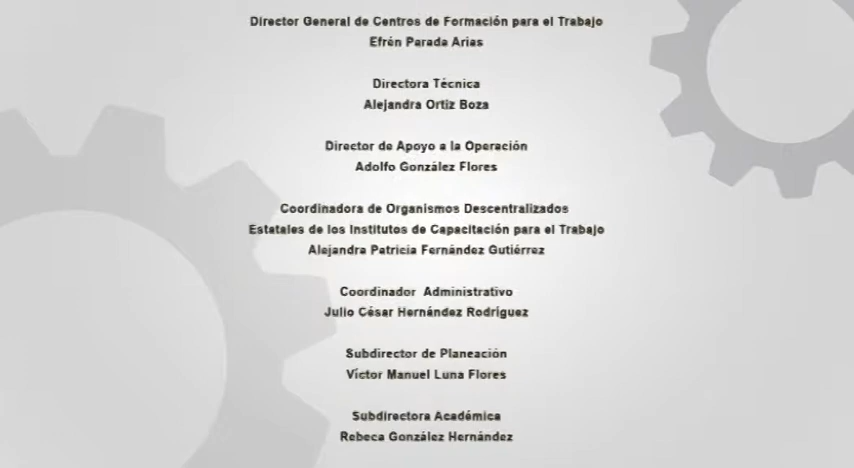 Director General de Centros de Formación para el Trabajo
Efrén Parada Arias
Directora Técnica
Alejandra Ortiz Boza
Director de Apoyo a la Operación
Adolfo González Flores
Coordinadora de Organismos Descentralizados
Estatales de los Institutos de Capacitación para el Trabajo
Alejandra Patricia Fernández Gutiérrez
Coordinador Administrativo
Julio César Hernández Rodríguez
Subdirector de Planeación
Víctor Manuel Luna Flores
Subdirectora Académica
Rebeca González Hernández